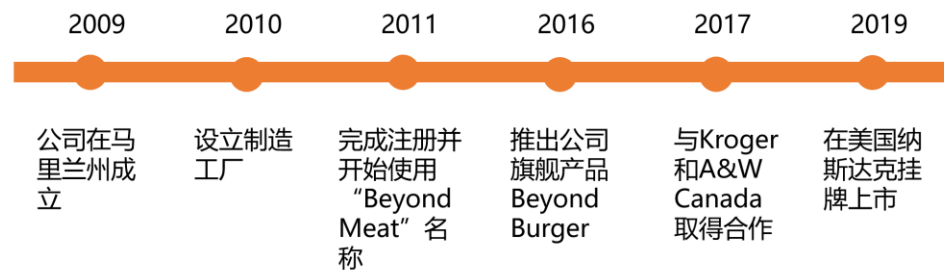 2009
2010
2011
2016
2017
2019
公司在马
里兰州成
立
设立制造
工厂
完成注册并
开始使用
“Beyond
Meat”名
称
推出公司
旗舰产品
Beyond
Burger
与Kroger
和A&W
Canada
取得合作
在美国纳
斯达克挂
牌上市